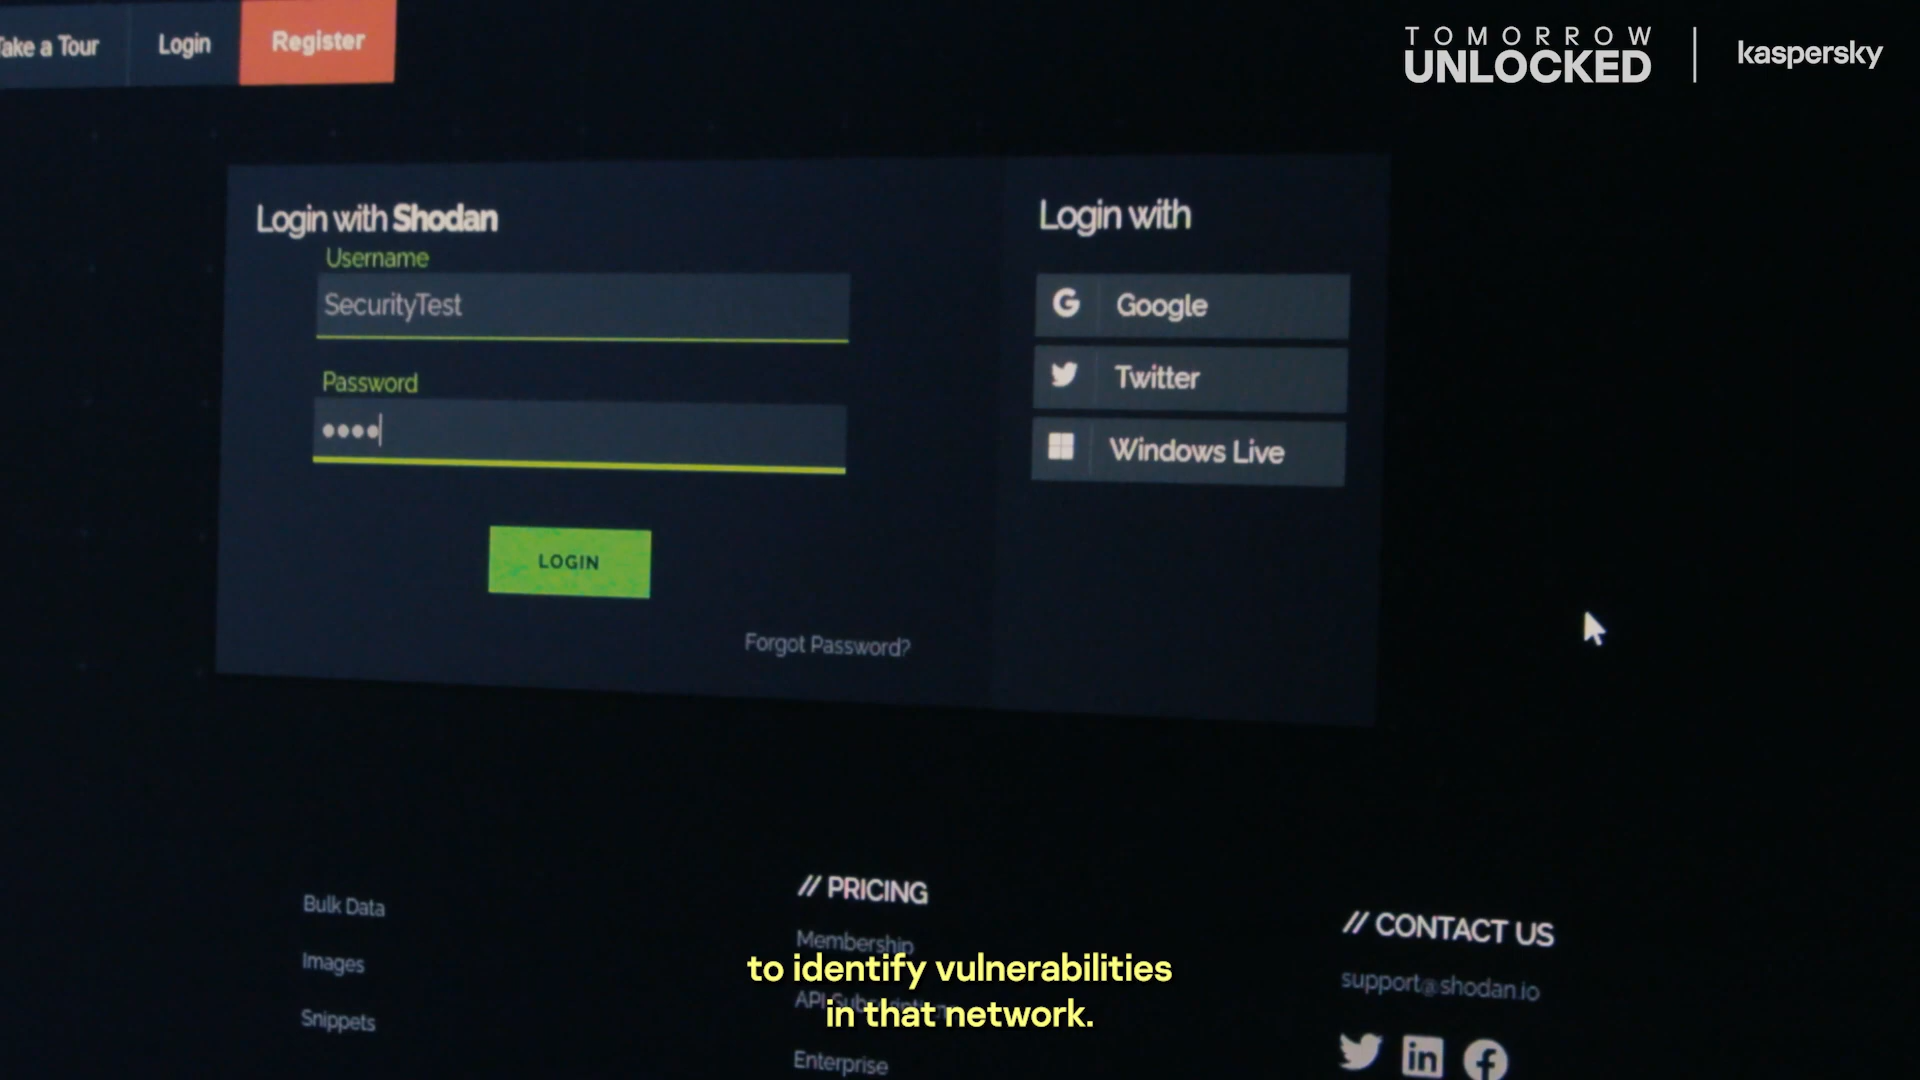 Take a Tour
Login
Register
TOMORROW
UNLOCKED
kaspersky
Login with Shodan
Username
SecurityTest
Password
LOGIN
Forgot Password?
Login with
Google
Twitter
Windows Live
Bulk Data
Images
Snippets
// PRICING
Membership
API Subscriptions
Enterprise
// CONTACT US
support@shodan.io
to identify vulnerabilities
in that network.